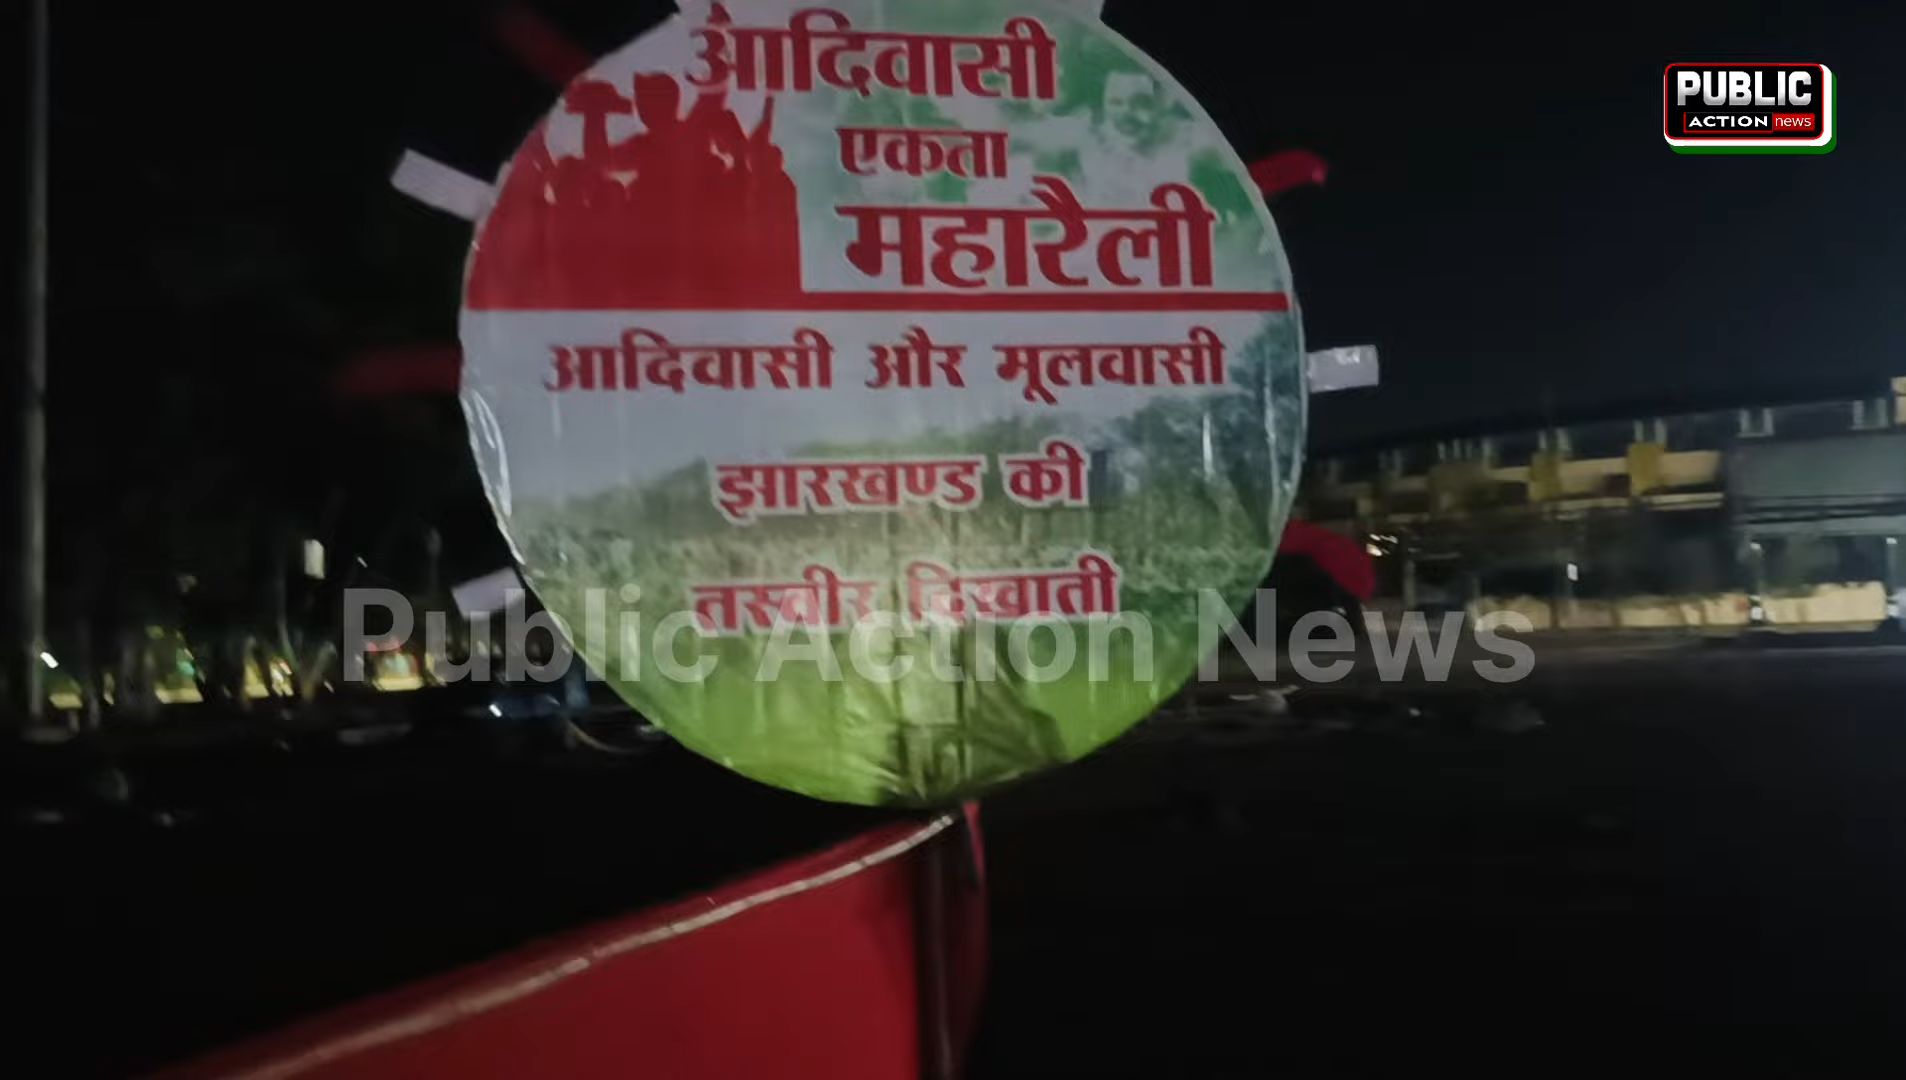 आदिवासी
एकता
महारैली
आदिवासी और मूलवासी
झारखण्ड की
तस्वीर दिखाती
PUBLIC
ACTION news
Public Action News